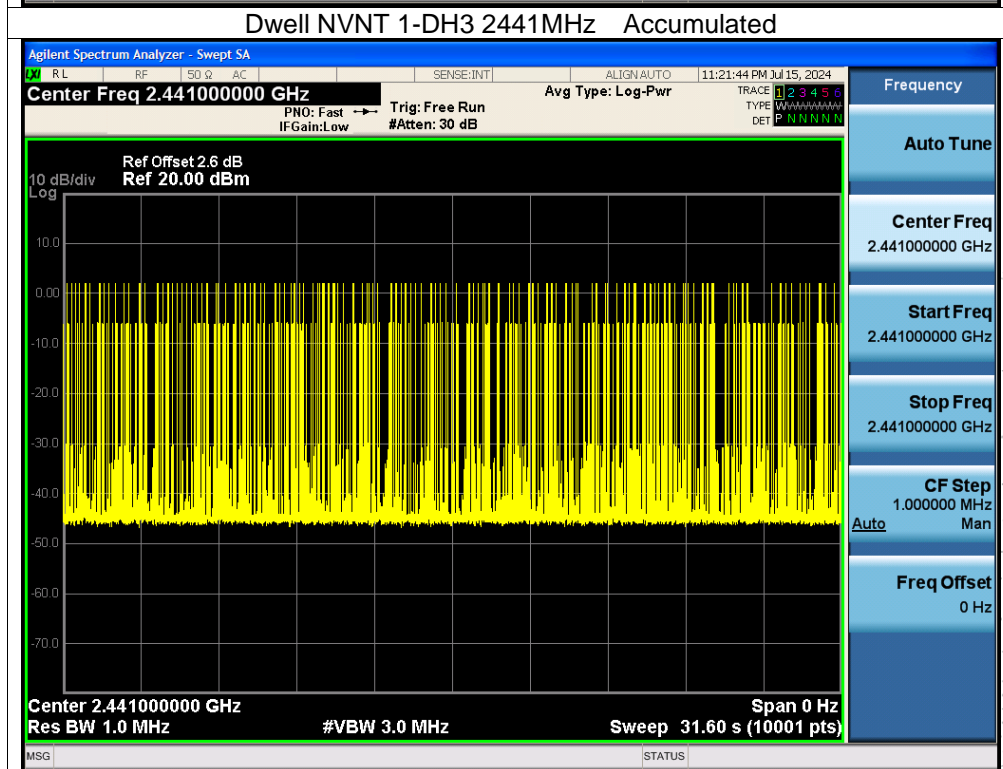 Dwell NVNT 1-DH3 2441MHz Accumulated
Agilent Spectrum Analyzer - Swept SA
LXI RL RF 50 Ω AC SENSE:INT ALIGN AUTO 11:21:44 PM Jul 15, 2024
Center Freq 2.441000000 GHz
PNO: Fast
IFGain:Low
Trig: Free Run
#Atten: 30 dB
Avg Type: Log-Pwr
TRACE 1 2 3 4 5 6
TYPE WWWWWW
DET P N N N N N
Ref Offset 2.6 dB
10 dB/div Ref 20.00 dBm
Log
10.0
0.00
-10.0
-20.0
-30.0
-40.0
-50.0
-60.0
-70.0
Center 2.441000000 GHz Span 0 Hz
Res BW 1.0 MHz #VBW 3.0 MHz Sweep 31.60 s (10001 pts)
MSG STATUS
Frequency
Auto Tune
Center Freq
2.441000000 GHz
Start Freq
2.441000000 GHz
Stop Freq
2.441000000 GHz
CF Step
1.000000 MHz
Auto Man
Freq Offset
0 Hz